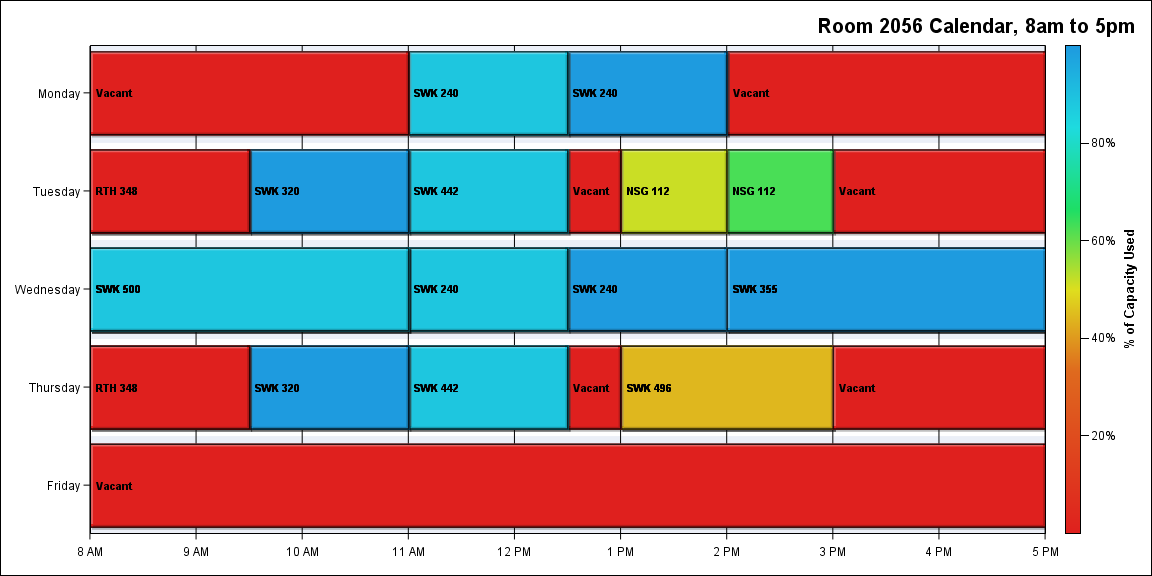 Room 2056 Calendar, 8am to 5pm
Monday
Vacant
SWK 240
SWK 240
Vacant
Tuesday
RTH 348
SWK 320
SWK 442
Vacant
NSG 112
NSG 112
Vacant
Wednesday
SWK 500
SWK 240
SWK 240
SWK 355
Thursday
RTH 348
SWK 320
SWK 442
Vacant
SWK 496
Vacant
Friday
Vacant
8 AM
9 AM
10 AM
11 AM
12 PM
1 PM
2 PM
3 PM
4 PM
5 PM
80%
60%
40%
20%
% of Capacity Used